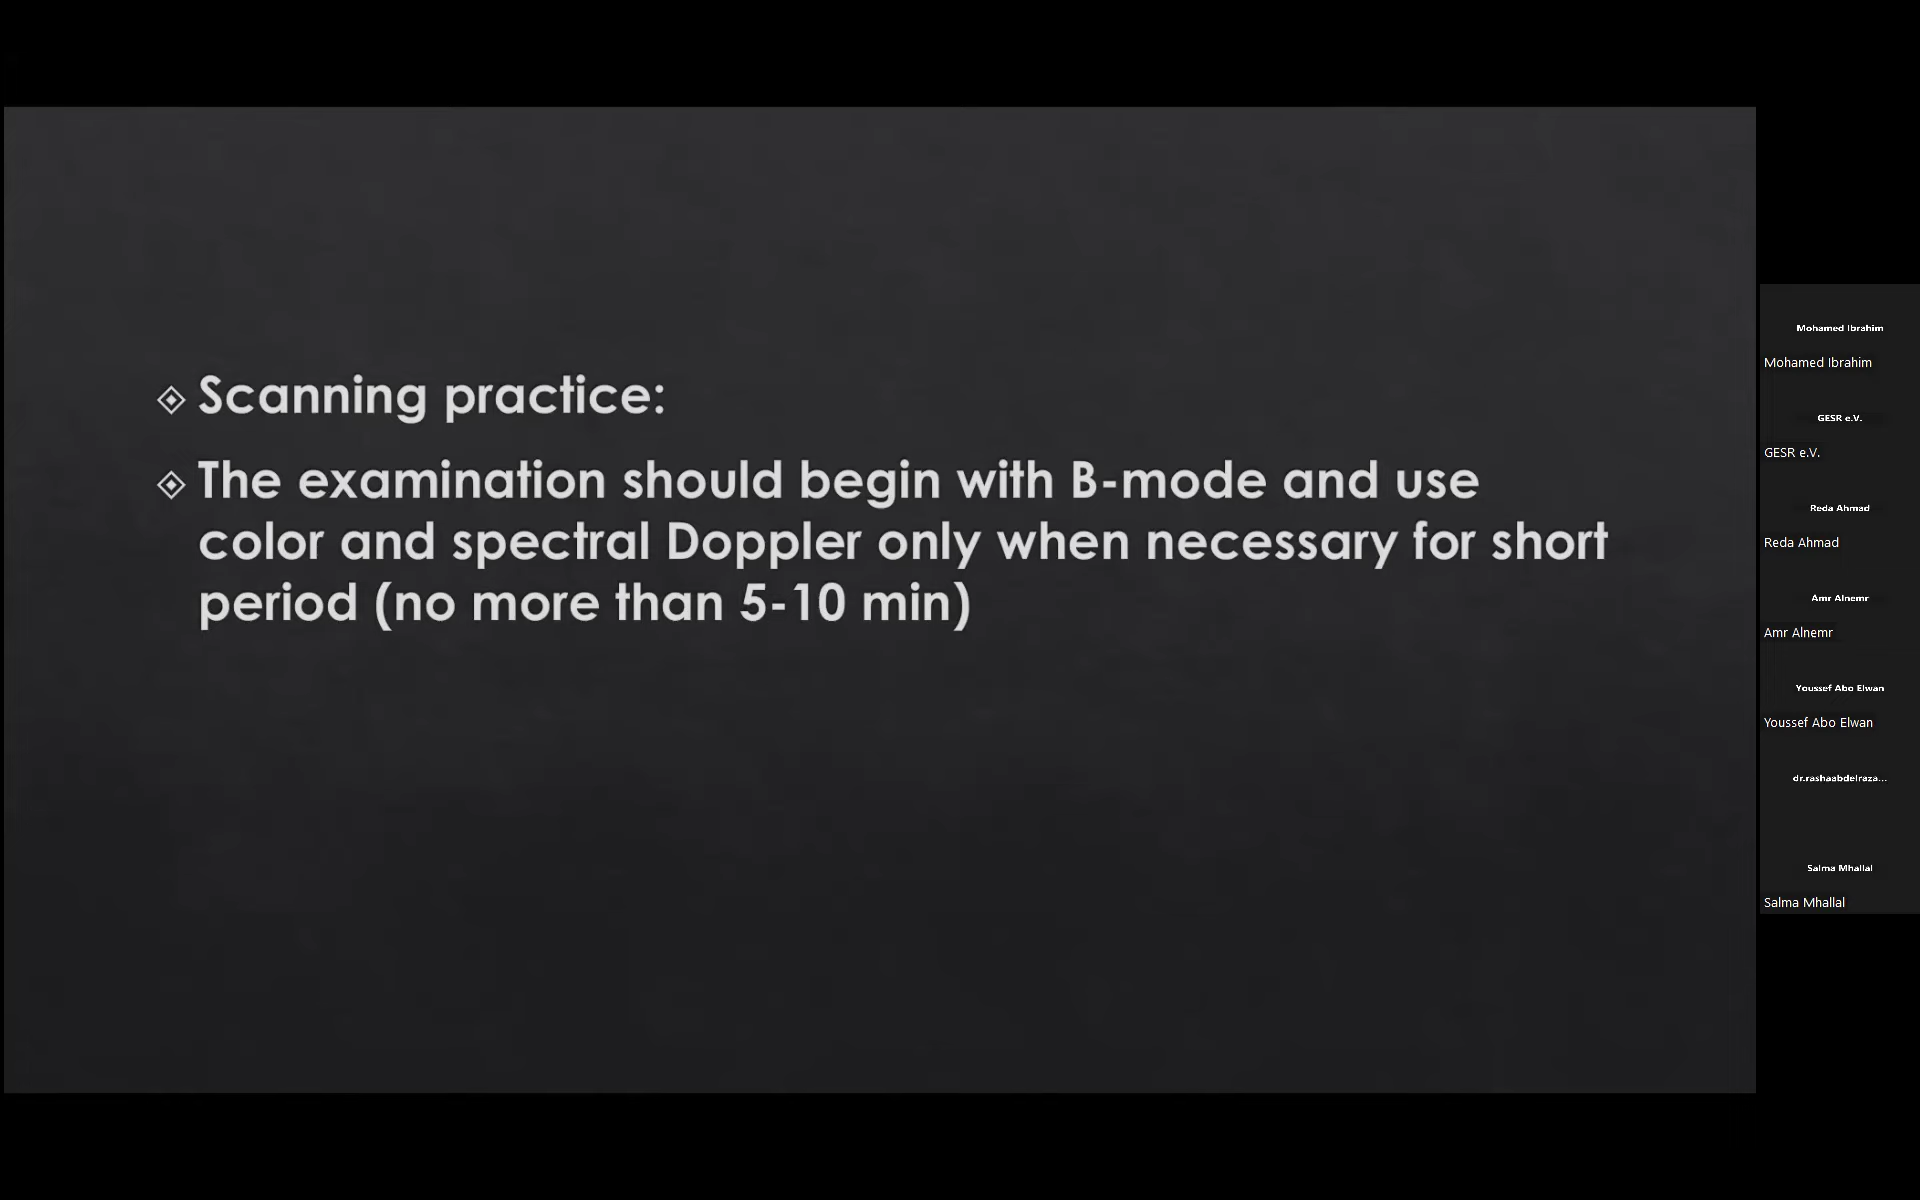 Scanning practice:
The examination should begin with B-mode and use
color and spectral Doppler only when necessary for short
period (no more than 5-10 min)
Mohamed Ibrahim
Mohamed Ibrahim
GESR e.V.
GESR e.V.
Reda Ahmad
Reda Ahmad
Amr Alnemr
Amr Alnemr
Youssef Abo Elwan
Youssef Abo Elwan
dr.rashaabdelraza...
Salma Mhallal
Salma Mhallal